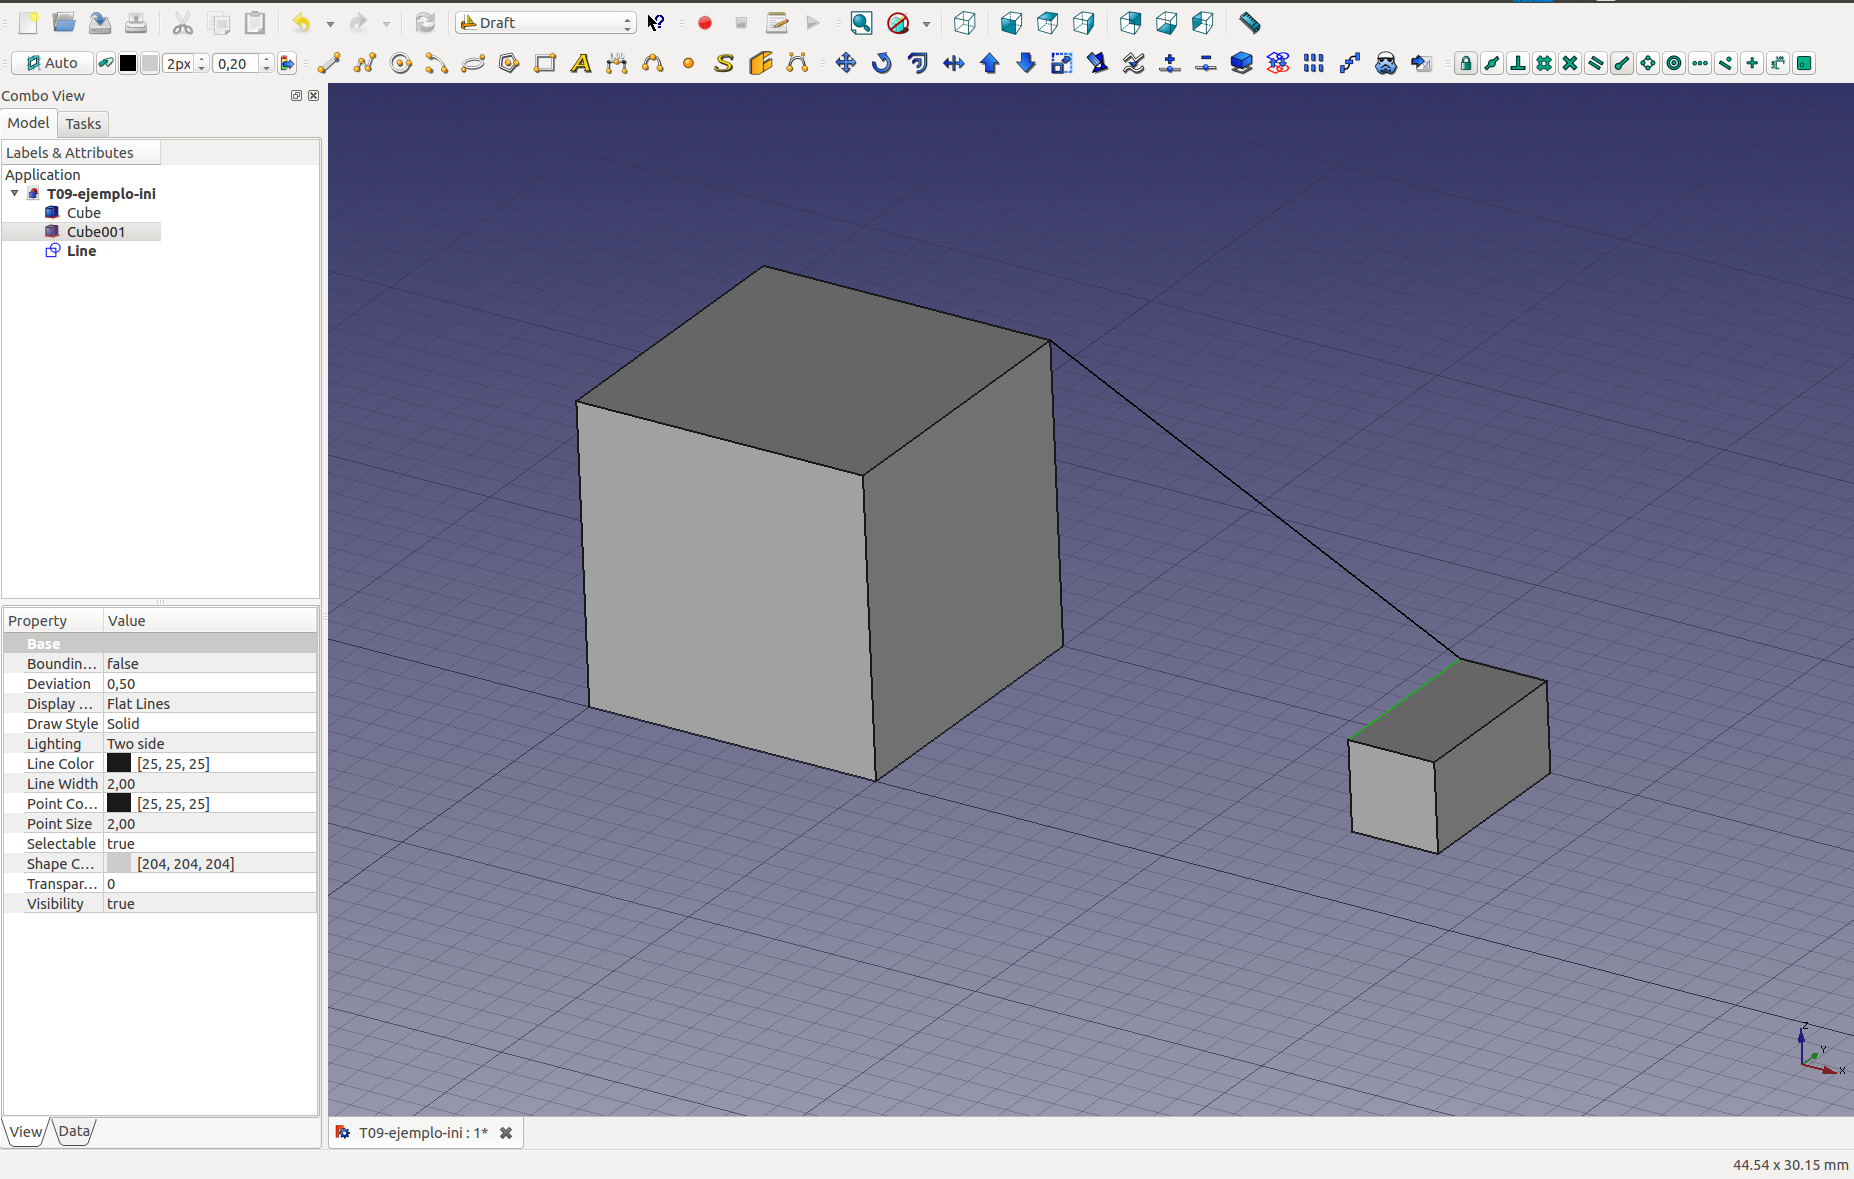 Draft
Auto
2px
0,20
A
S
Combo View
Model
Tasks
Labels & Attributes
Application
T09-ejemplo-ini
Cube
Cube001
Line
Property Value
Base
Boundin... false
Deviation 0,50
Display ... Flat Lines
Draw Style Solid
Lighting Two side
Line Color [25, 25, 25]
Line Width 2,00
Point Co... [25, 25, 25]
Point Size 2,00
Selectable true
Shape C... [204, 204, 204]
Transpar... 0
Visibility true
Z
Y
X
View Data
T09-ejemplo-ini : 1*
44.54 x 30.15 mm